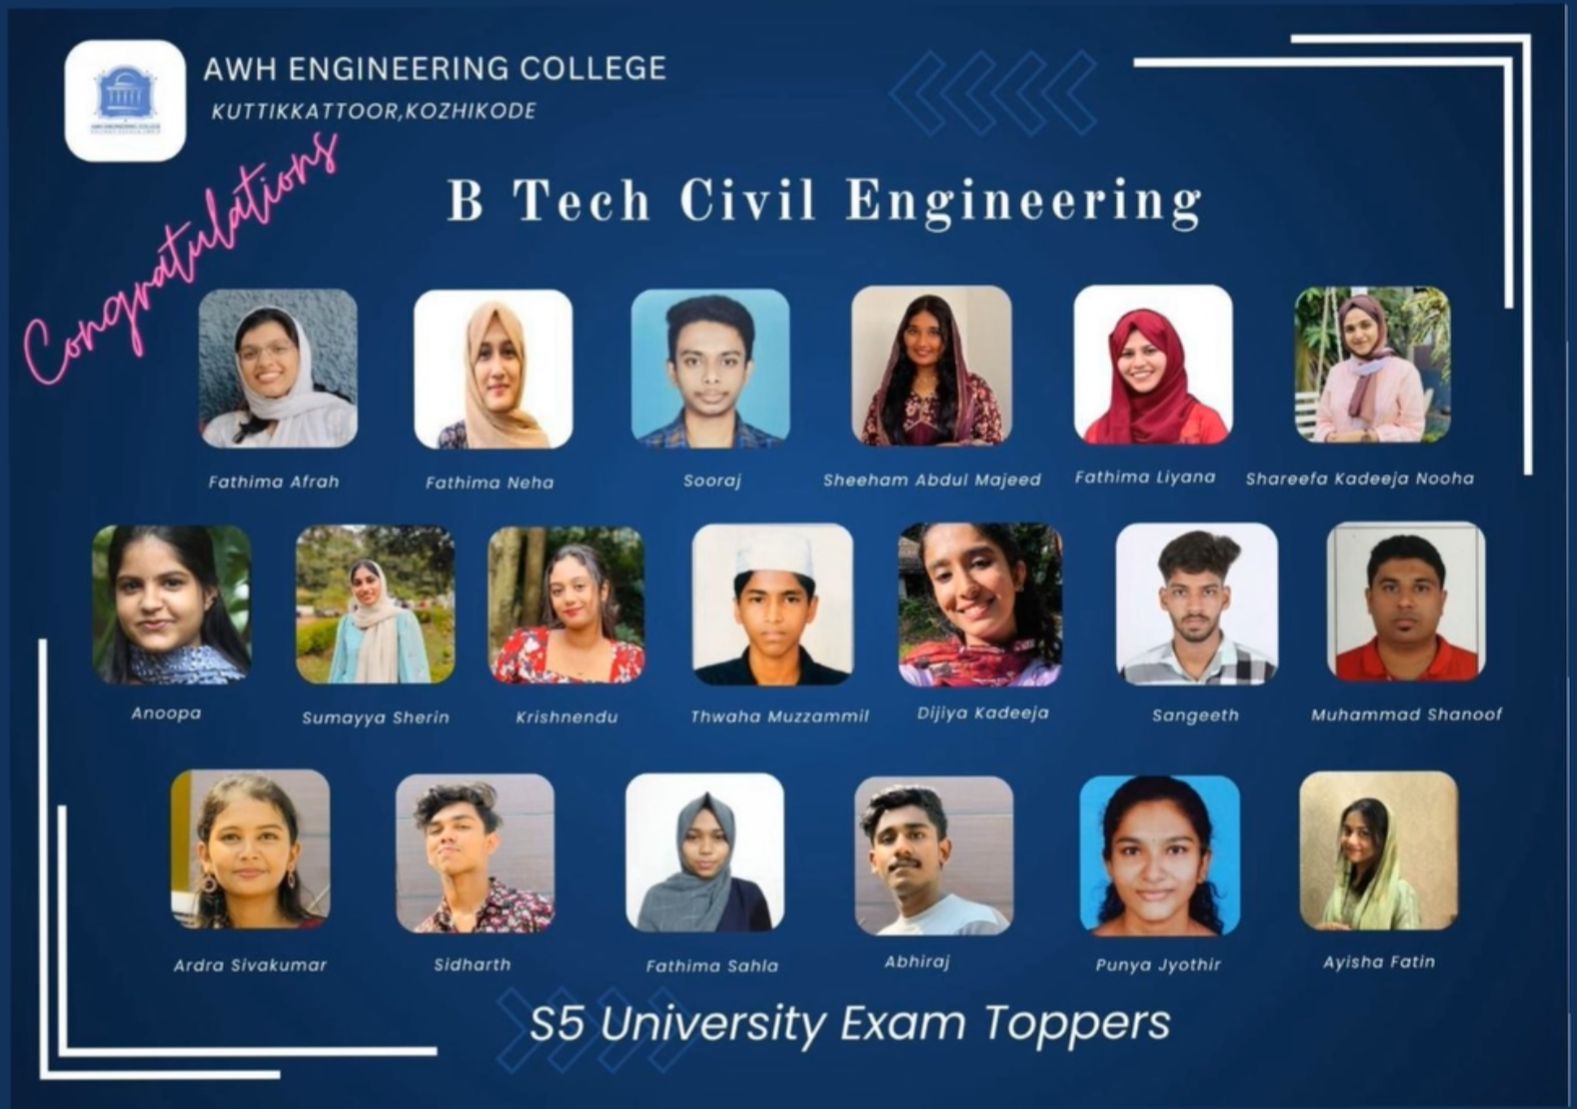 AWH ENGINEERING COLLEGE
KUTTIKKATTOOR,KOZHIKODE
Congratulations
B Tech Civil Engineering
Fathima Afrah
Fathima Neha
Sooraj
Sheeham Abdul Majeed
Fathima Liyana
Shareefa Kadeeja Nooha
Anoopa
Sumayya Sherin
Krishnendu
Thwaha Muzzammil
Dijiya Kadeeja
Sangeeth
Muhammad Shanoof
Ardra Sivakumar
Sidharth
Fathima Sahla
Abhiraj
Punya Jyothir
Ayisha Fatin
S5 University Exam Toppers